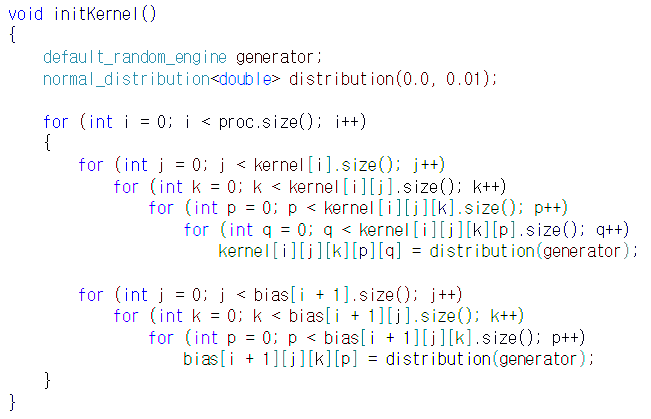 void initKernel()
{
    default_random_engine generator;
    normal_distribution<double> distribution(0.0, 0.01);

    for (int i = 0; i < proc.size(); i++)
    {
        for (int j = 0; j < kernel[i].size(); j++)
            for (int k = 0; k < kernel[i][j].size(); k++)
                for (int p = 0; p < kernel[i][j][k].size(); p++)
                    for (int q = 0; q < kernel[i][j][k][p].size(); q++)
                        kernel[i][j][k][p][q] = distribution(generator);

        for (int j = 0; j < bias[i + 1].size(); j++)
            for (int k = 0; k < bias[i + 1][j].size(); k++)
                for (int p = 0; p < bias[i + 1][j][k].size(); p++)
                    bias[i + 1][j][k][p] = distribution(generator);
    }
}